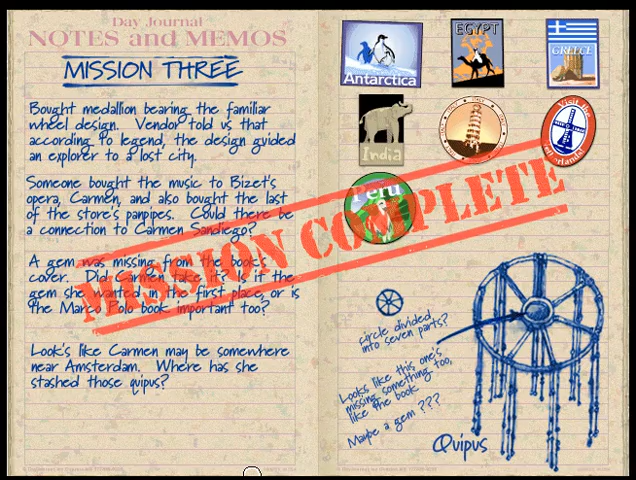 Day Journal
NOTES and MEMOS
MISSION THREE
Bought medallion bearing the familiar
wheel design. Vendor told us that
according to legend, the design guided
an explorer to a lost city.
Someone bought the music to Bizet's
opera, Carmen, and also bought the last
of the store's panpipes. Could there be
a connection to Carmen Sandiego?
A gem was missing from the book's
cover. Did Carmen take it? Is it the
gem she wanted in the first place, or is
the Marco Polo book important too?
Look's like Carmen may be somewhere
near Amsterdam. Where has she
stashed those quipus?
MISSION COMPLETE
Antarctica
EGYPT
GREECE
India
Visit the
Peru
circle divided
into seven parts?
Looks like this one's
missing something too,
like the book
Maybe a gem ???
Quipus